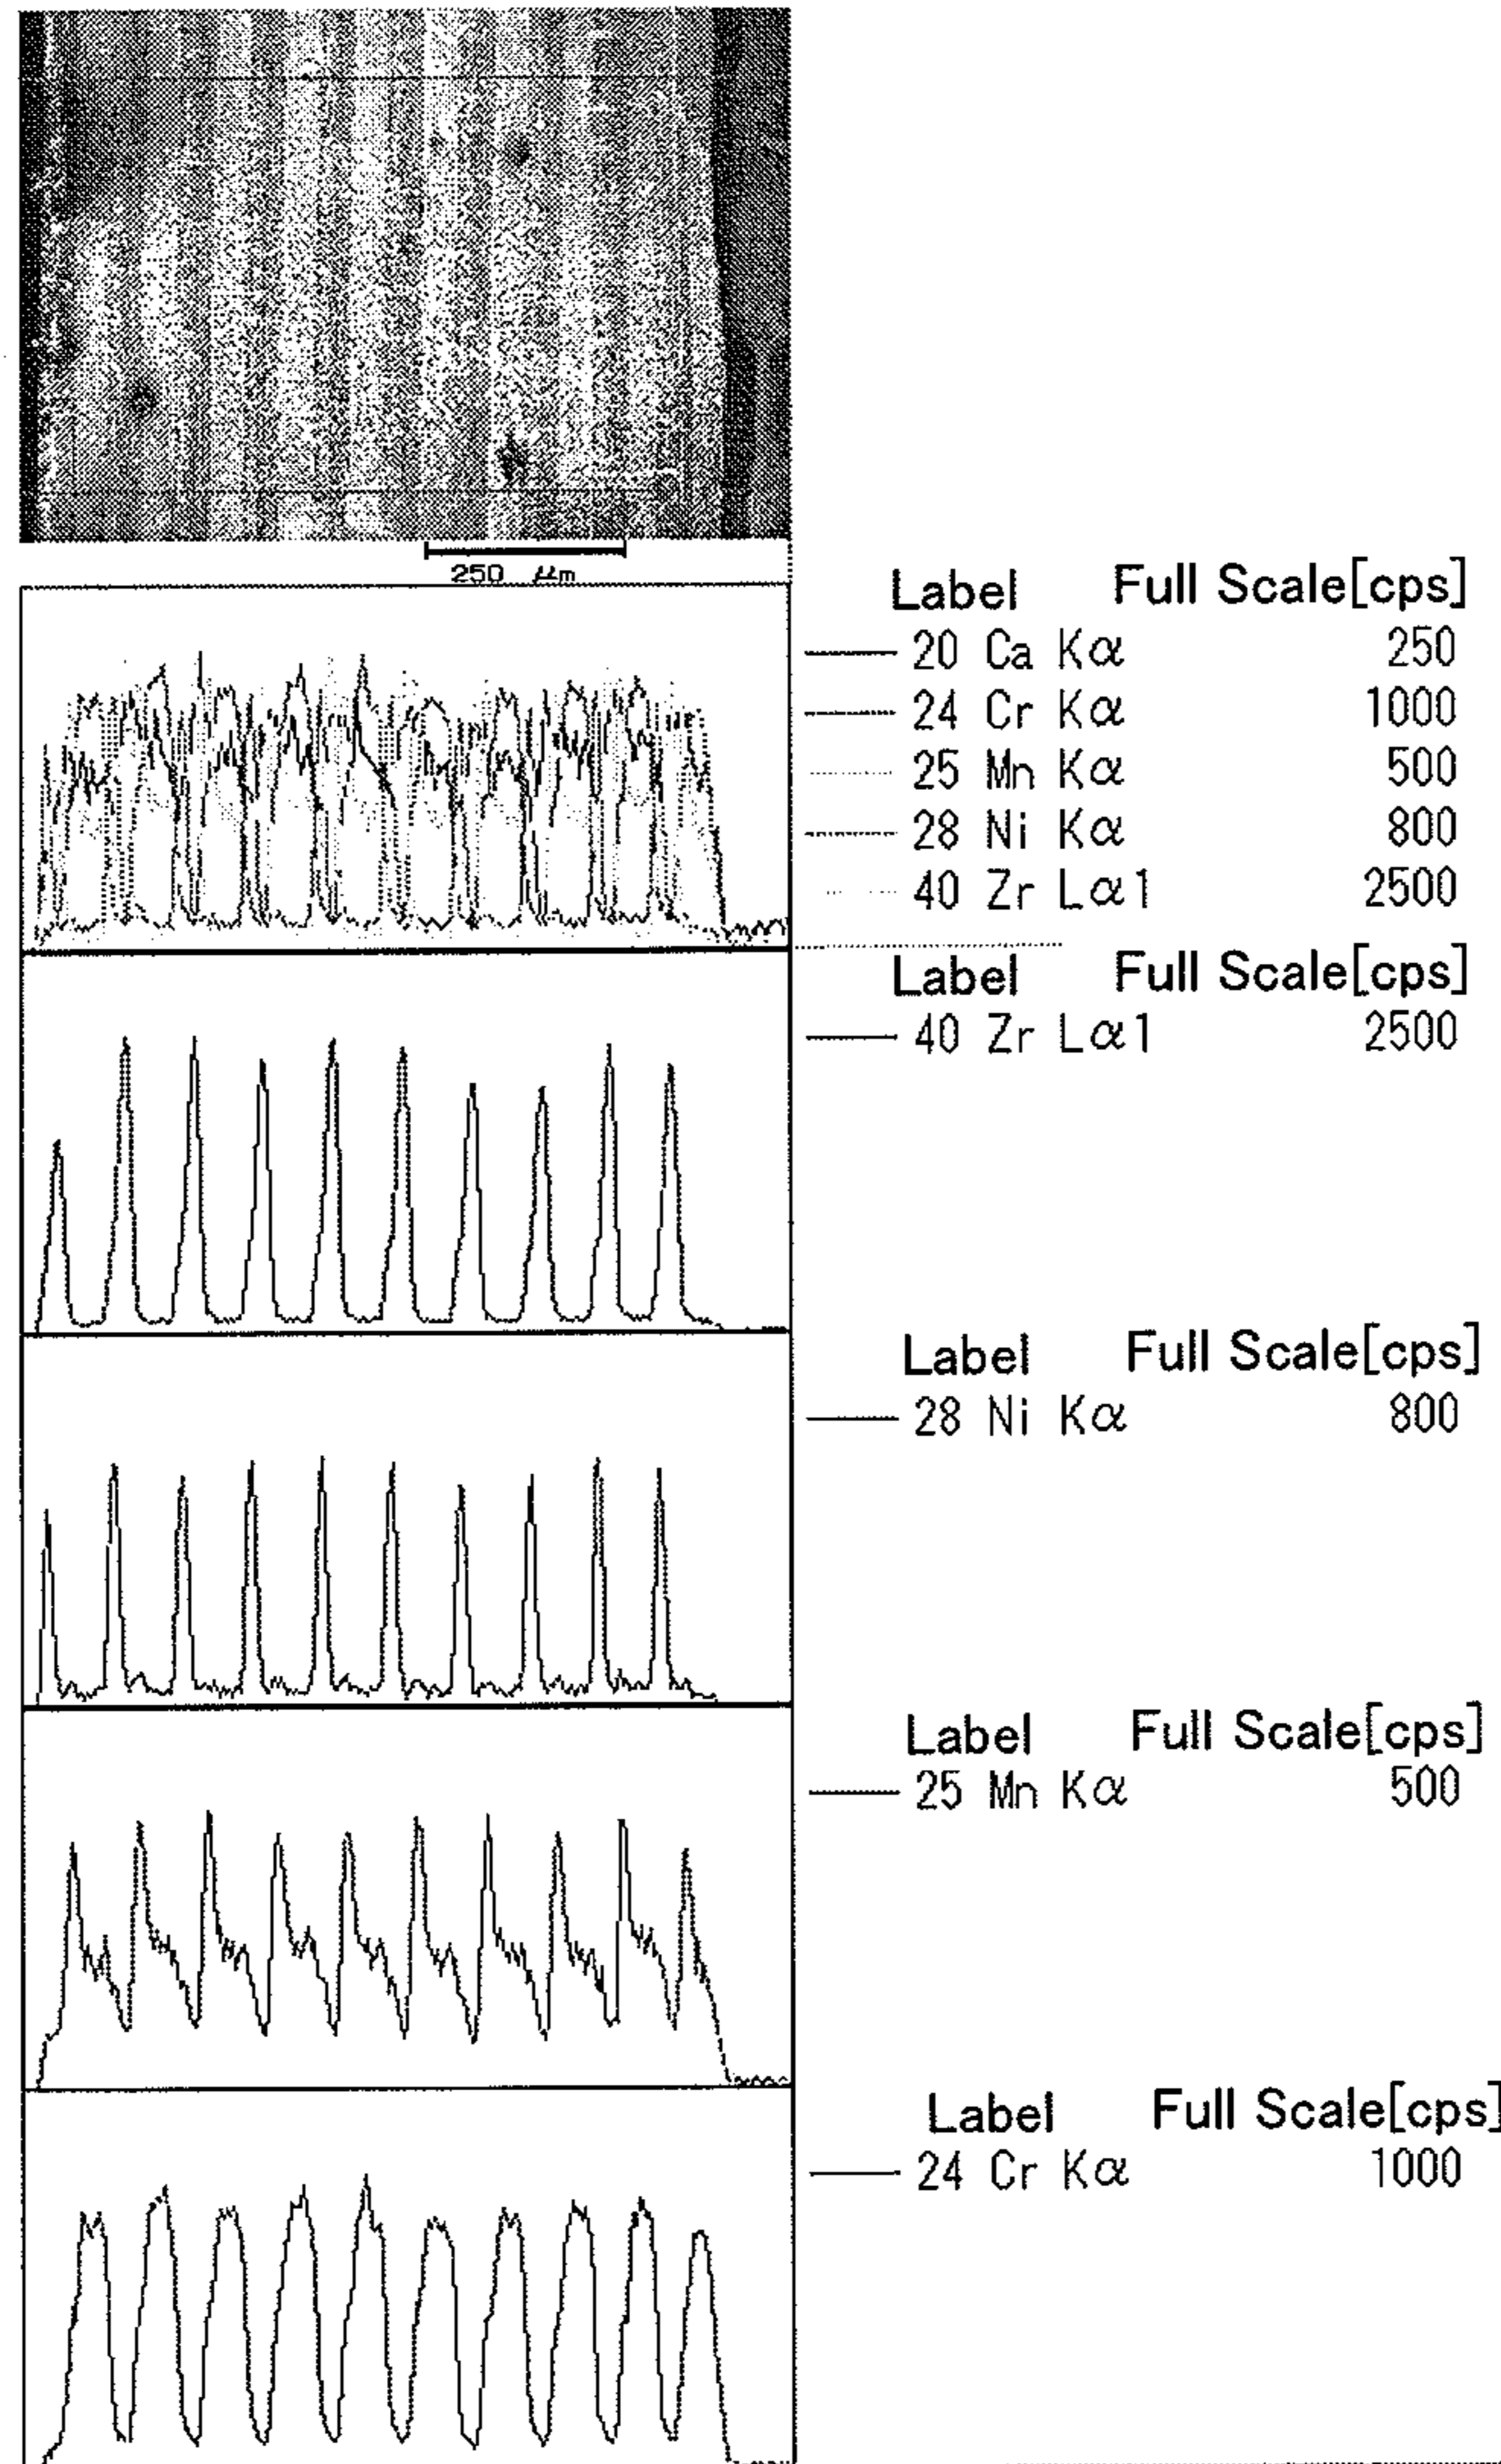 250 μm
Label Full Scale[cps]
20 Ca Kα 250
24 Cr Kα 1000
25 Mn Kα 500
28 Ni Kα 800
40 Zr Lα1 2500
Label Full Scale[cps]
40 Zr Lα1 2500
Label Full Scale[cps]
28 Ni Kα 800
Label Full Scale[cps]
25 Mn Kα 500
Label Full Scale[cps]
24 Cr Kα 1000